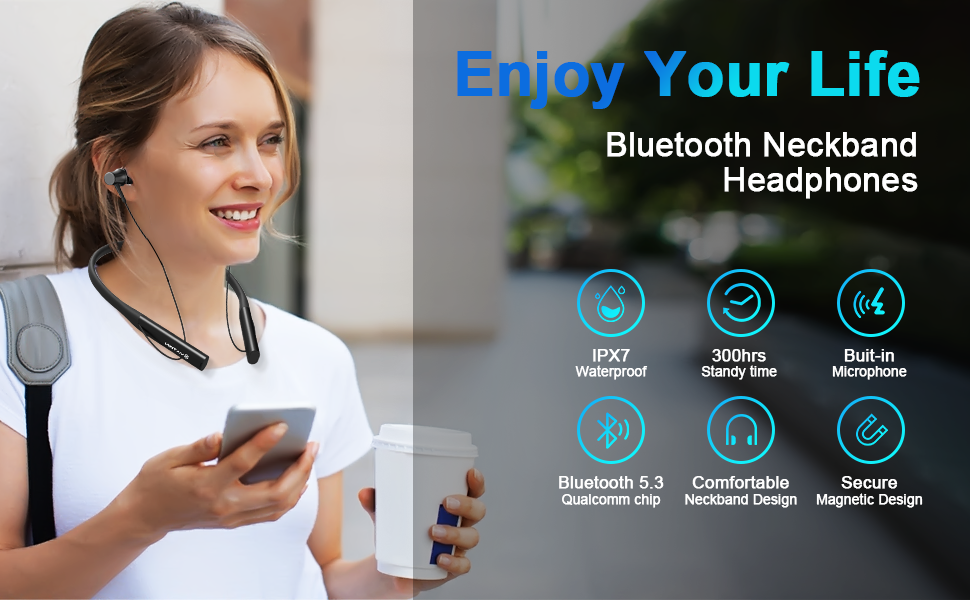 Enjoy Your Life
Bluetooth Neckband
Headphones
IPX7
Waterproof
300hrs
Standy time
Buit-in
Microphone
Bluetooth 5.3
Qualcomm chip
Comfortable
Neckband Design
Secure
Magnetic Design